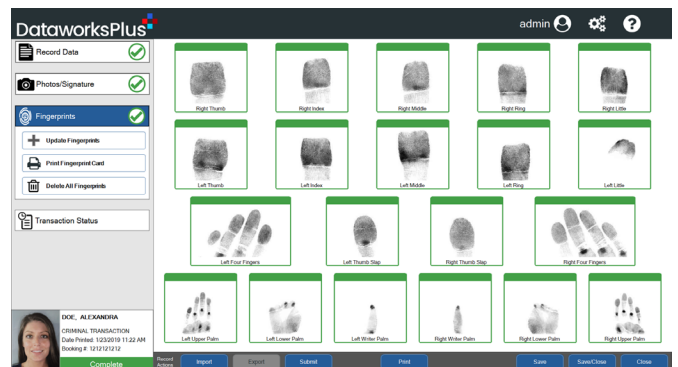 DataworksPlus
admin
?
Record Data
Photos/Signature
Fingerprints
Update Fingerprints
Print Fingerprint Card
Delete All Fingerprints
Transaction Status
Right Thumb Right Index Right Middle Right Ring Right Little
Left Thumb Left Index Left Middle Left Ring Left Little
Left Four Fingers Left Thumb Slap Right Thumb Slap Right Four Fingers
Left Upper Palm Left Lower Palm Left Writer Palm Right Writer Palm Right Lower Palm Right Upper Palm
DOE, ALEXANDRA
CRIMINAL TRANSACTION
Date Printed: 1/23/2019 11:22 AM
Booking #: 1212121212
Complete
Record
Actions
Import Export Submit Print Save Save/Close Close